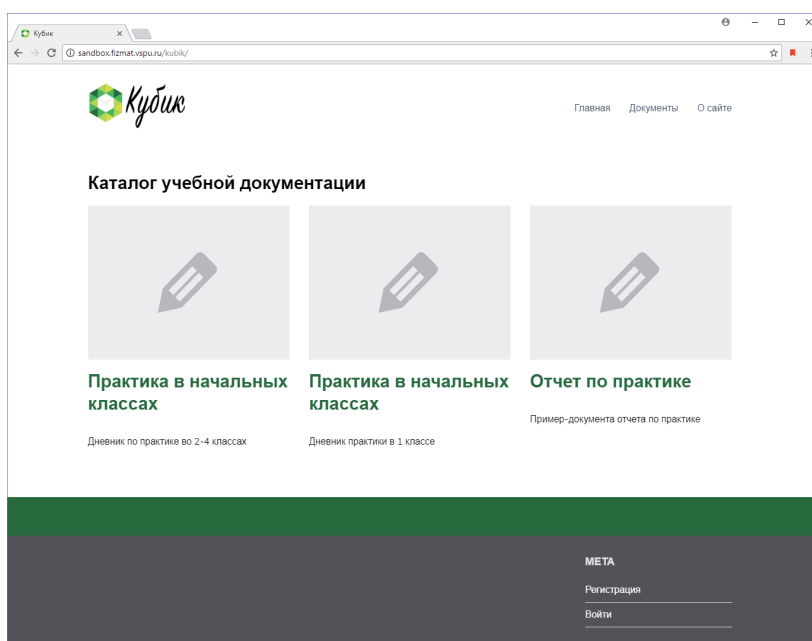 Кубик
sandbox.fizmat.vspu.ru/kubik/
Кубик
Главная Документы О сайте
Каталог учебной документации
Практика в начальных классах
Дневник по практике во 2-4 классах
Практика в начальных классах
Дневник практики в 1 классе
Отчет по практике
Пример-документа отчета по практике
МЕТА
Регистрация
Войти